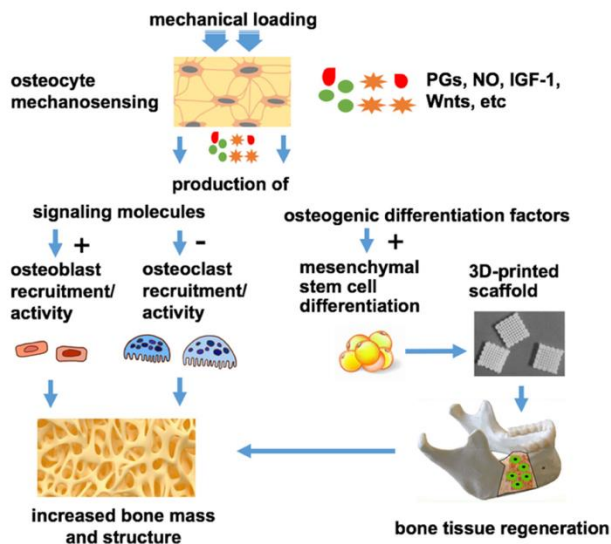 mechanical loading
osteocyte
mechanosensing
PGs, NO, IGF-1,
Wnts, etc
production of
signaling molecules
osteogenic differentiation factors
+
-
+
osteoblast
recruitment/
activity
osteoclast
recruitment/
activity
mesenchymal
stem cell
differentiation
3D-printed
scaffold
increased bone mass
and structure
bone tissue regeneration